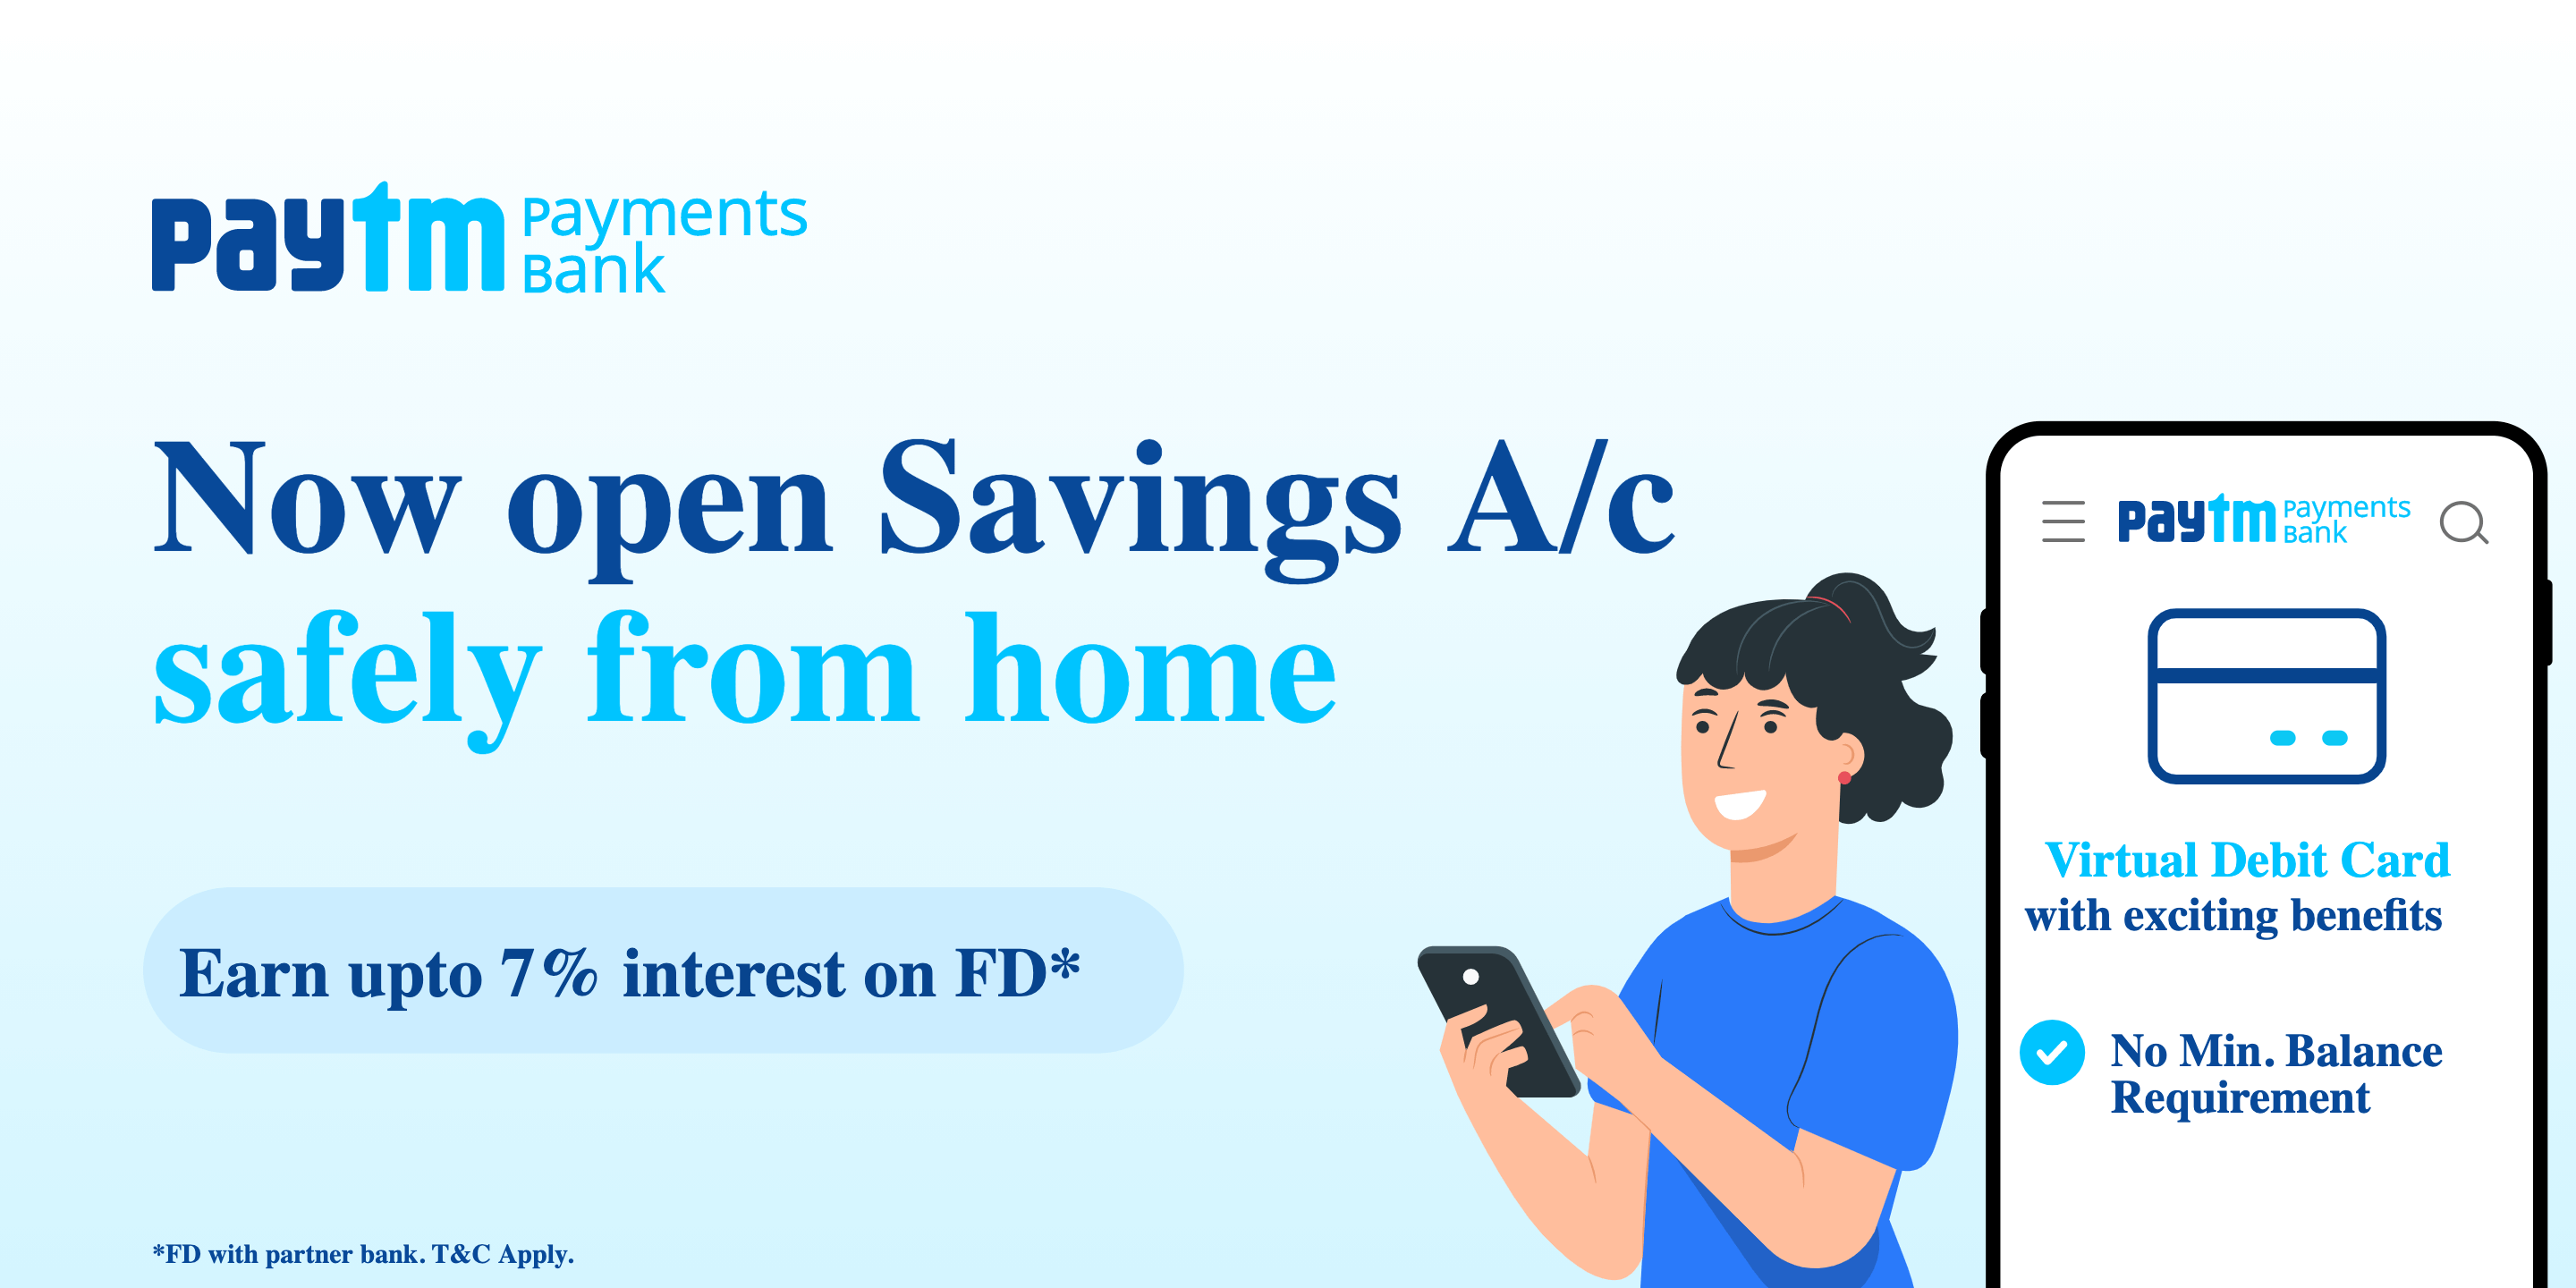 paytm Payments
Bank
Now open Savings A/c
safely from home
Earn upto 7% interest on FD*
*FD with partner bank. T&C Apply.
paytm Payments
Bank
Virtual Debit Card
with exciting benefits
No Min. Balance
Requirement